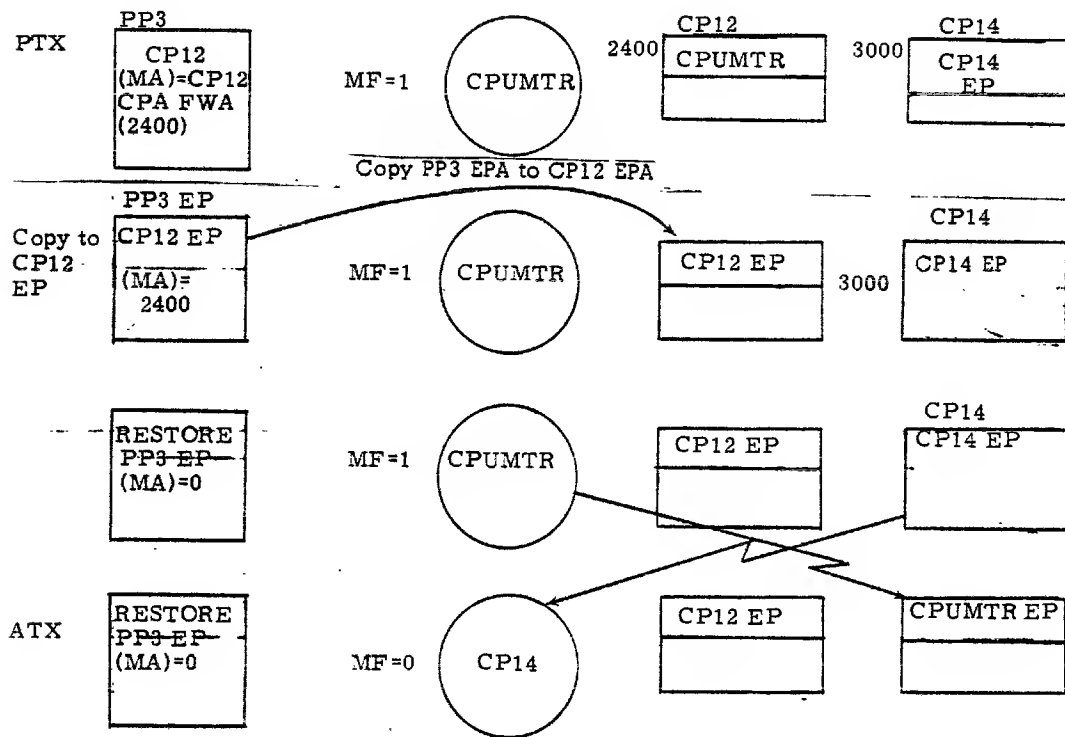 PTX
PP3
CP12
(MA)=CP12
CPA FWA
(2400)
MF=1
CPUMTR
2400
CP12
CPUMTR
3000
CP14
CP14
EP
Copy PP3 EPA to CP12 EPA
Copy to
CP12
EP
PP3 EP
CP12 EP
(MA)=
2400
MF=1
CPUMTR
CP12 EP
3000
CP14
CP14 EP
RESTORE
PP3 EP
(MA)=0
MF=1
CPUMTR
CP12 EP
CP14
CP14 EP
ATX
RESTORE
PP3 EP
(MA)=0
MF=0
CP14
CP12 EP
CPUMTR EP